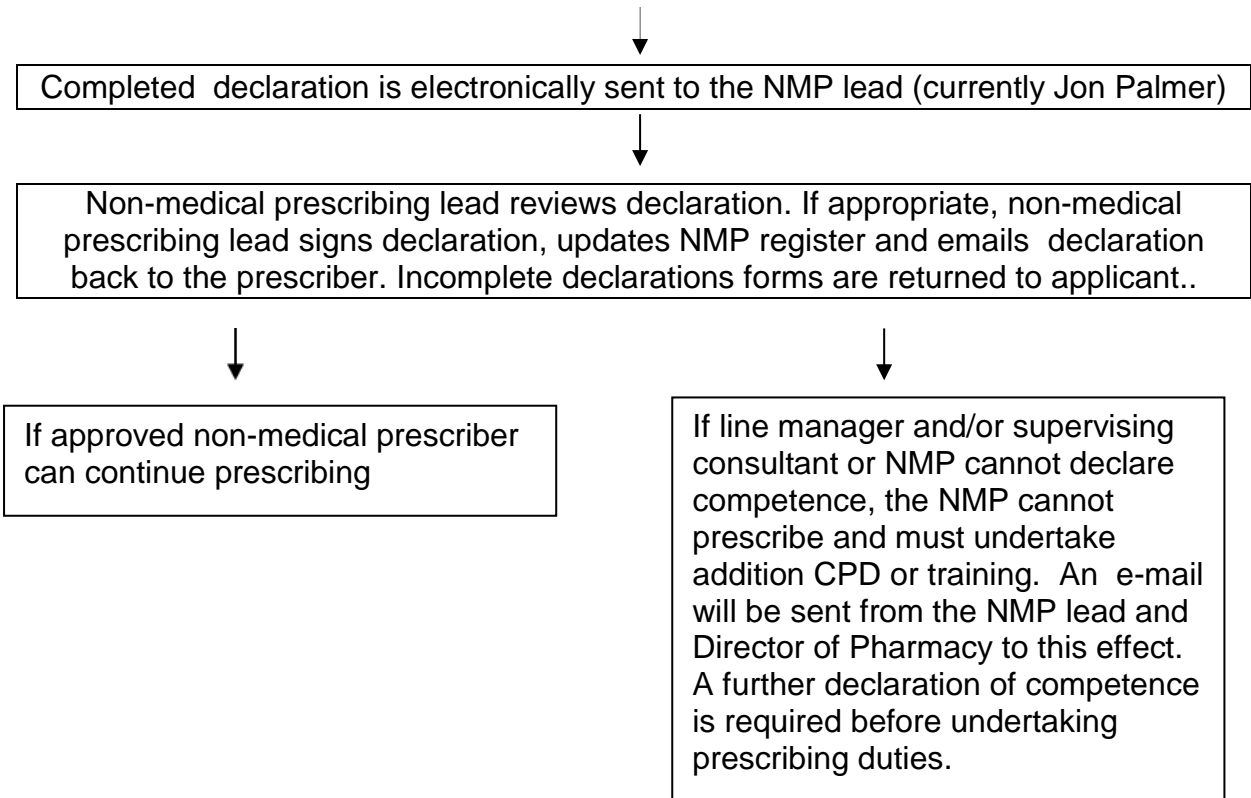 Completed  declaration is electronically sent to the NMP lead (currently Jon Palmer)
Non-medical prescribing lead reviews declaration. If appropriate, non-medical
prescribing lead signs declaration, updates NMP register and emails  declaration
back to the prescriber. Incomplete declarations forms are returned to applicant..
If approved non-medical prescriber
can continue prescribing
If line manager and/or supervising
consultant or NMP cannot declare
competence, the NMP cannot
prescribe and must undertake
addition CPD or training.  An  e-mail
will be sent from the NMP lead and
Director of Pharmacy to this effect.
A further declaration of competence
is required before undertaking
prescribing duties.